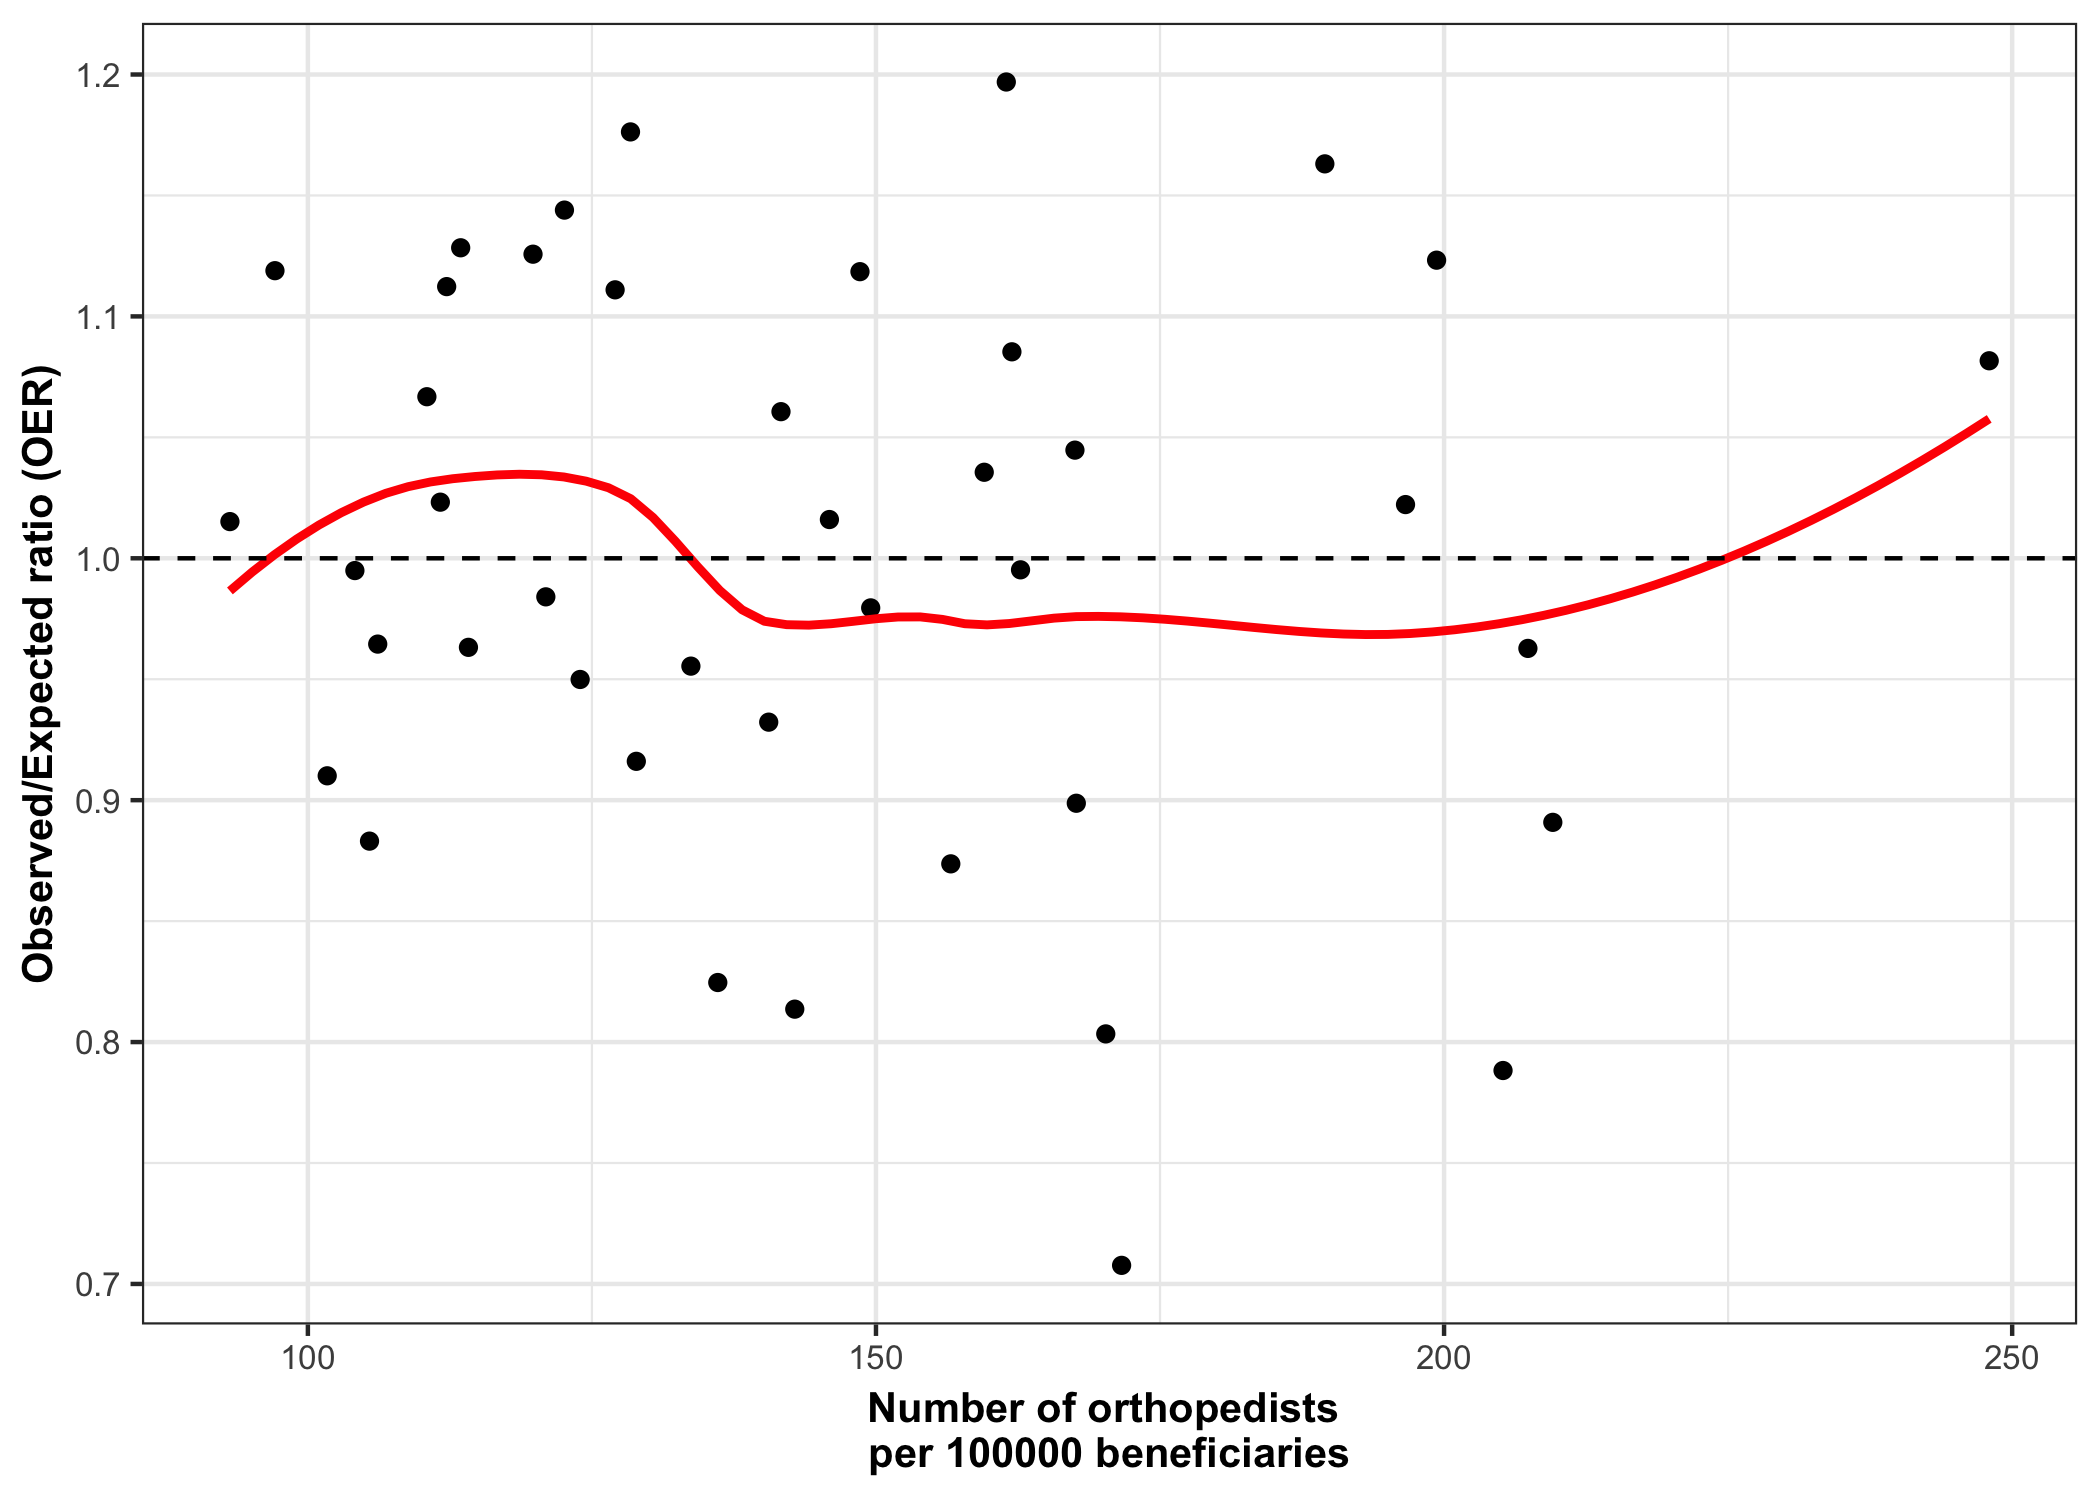 1.2
1.1
1.0
0.9
0.8
0.7
Observed/Expected ratio (OER)
100 150 200 250
Number of orthopedists
per 100000 beneficiaries